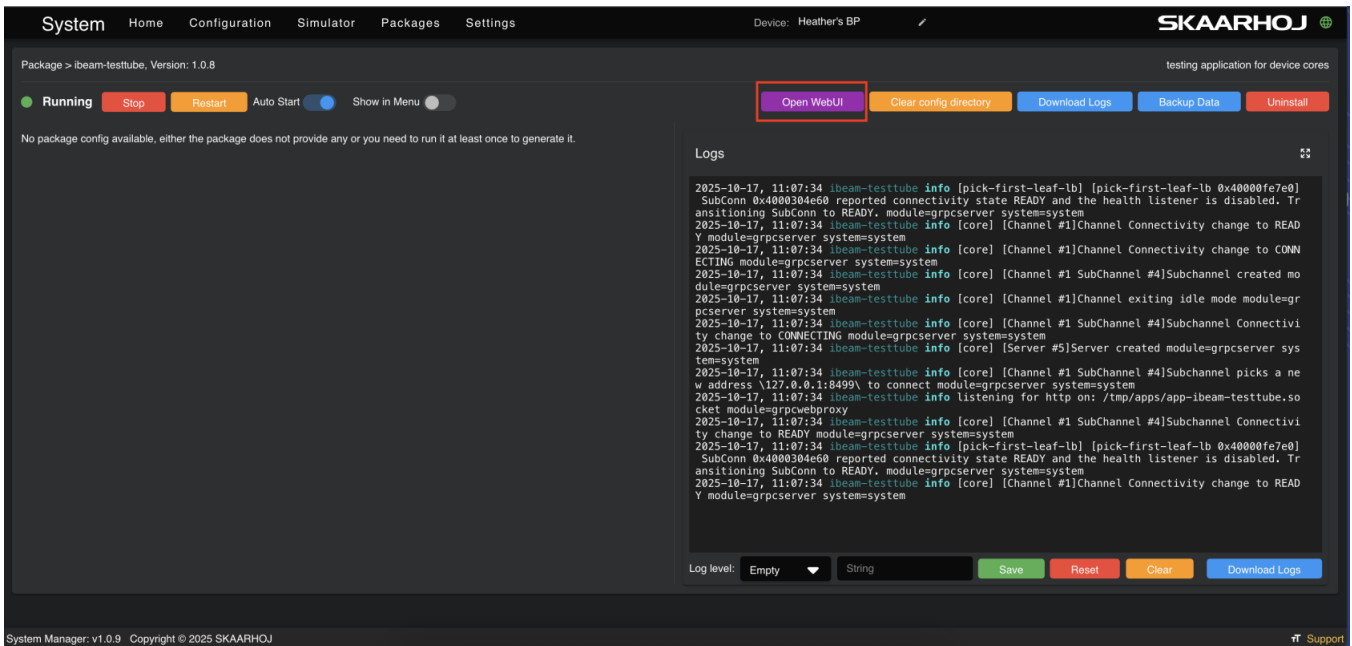 System Home Configuration Simulator Packages Settings Device: Heather's BP SKAARHOJ
Package > ibeam-testtube, Version: 1.0.8 testing application for device cores
Running Stop Restart Auto Start Show in Menu Open WebUI Clear config directory Download Logs Backup Data Uninstall
No package config available, either the package does not provide any or you need to run it at least once to generate it.
Logs
2025-10-17, 11:07:34 ibeam-testtube info [pick-first-leaf-lb] [pick-first-leaf-lb 0x40000fe7e0]
SubConn 0x4000304e60 reported connectivity state READY and the health listener is disabled. Tr
ansitioning SubConn to READY. module=grpcserver system=system
2025-10-17, 11:07:34 ibeam-testtube info [core] [Channel #1]Channel Connectivity change to READ
Y module=grpcserver system=system
2025-10-17, 11:07:34 ibeam-testtube info [core] [Channel #1]Channel Connectivity change to CONN
ECTING module=grpcserver system=system
2025-10-17, 11:07:34 ibeam-testtube info [core] [Channel #1 SubChannel #4]Subchannel created mo
dule=grpcserver system=system
2025-10-17, 11:07:34 ibeam-testtube info [core] [Channel #1]Channel exiting idle mode module=gr
pcserver system=system
2025-10-17, 11:07:34 ibeam-testtube info [core] [Channel #1 SubChannel #4]Subchannel Connectivi
ty change to CONNECTING module=grpcserver system=system
2025-10-17, 11:07:34 ibeam-testtube info [core] [Server #5]Server created module=grpcserver sys
tem=system
2025-10-17, 11:07:34 ibeam-testtube info [core] [Channel #1 SubChannel #4]Subchannel picks a ne
w address \127.0.0.1:8499\ to connect module=grpcserver system=system
2025-10-17, 11:07:34 ibeam-testtube info listening for http on: /tmp/apps/app-ibeam-testtube.so
cket module=grpcwebproxy
2025-10-17, 11:07:34 ibeam-testtube info [core] [Channel #1 SubChannel #4]Subchannel Connectivi
ty change to READY module=grpcserver system=system
2025-10-17, 11:07:34 ibeam-testtube info [pick-first-leaf-lb] [pick-first-leaf-lb 0x40000fe7e0]
SubConn 0x4000304e60 reported connectivity state READY and the health listener is disabled. Tr
ansitioning SubConn to READY. module=grpcserver system=system
2025-10-17, 11:07:34 ibeam-testtube info [core] [Channel #1]Channel Connectivity change to READ
Y module=grpcserver system=system
Log level: Empty String Save Reset Clear Download Logs
System Manager: v1.0.9 Copyright © 2025 SKAARHOJ Support